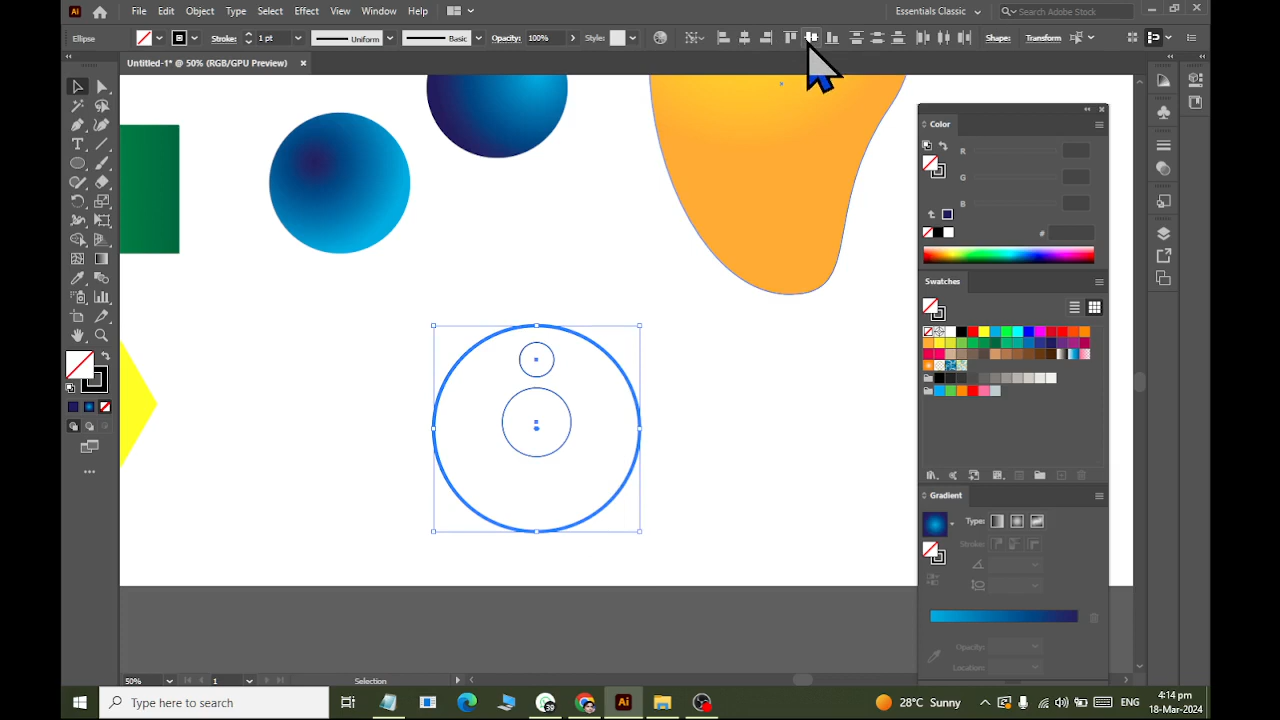 Ai File Edit Object Type Select Effect View Window Help Essentials Classic Search Adobe Stock
Ellipse Stroke: 1 pt Uniform Basic Opacity: 100% Style: Shape: Transform
Untitled-1* @ 50% (RGB/GPU Preview)
Color
R
G
B
#
Swatches
Gradient
Type:
Stroke:
Opacity:
Location:
50% 1 Selection
Type here to search Ai 28°C Sunny ENG 4:14 pm
18-Mar-2024